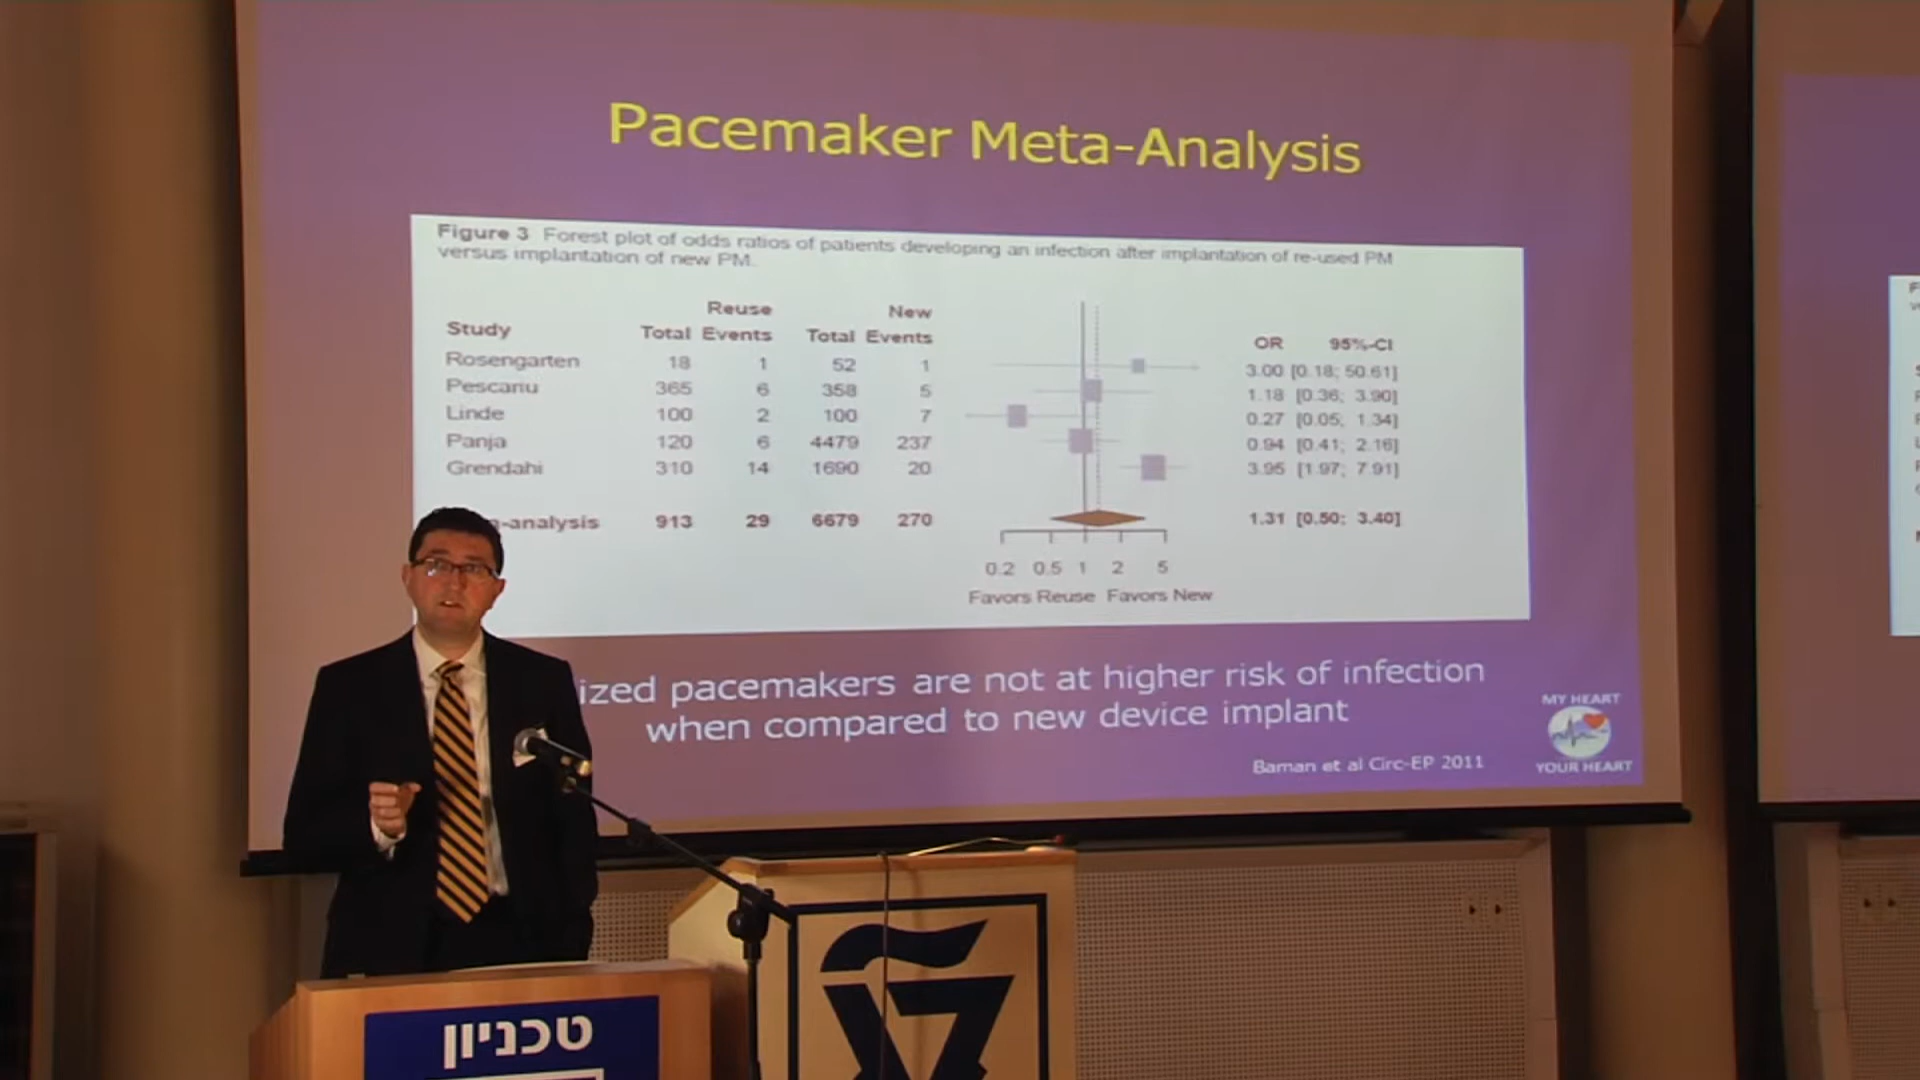 Pacemaker Meta-Analysis
Figure 3 Forest plot of odds ratios of patients developing an infection after implantation of re-used PM
versus implantation of new PM.
Reuse New
Study Total Events Total Events OR 95%-CI
Rosengarten 18 1 52 1 3.00 [0.18; 50.61]
Pescariu 365 6 358 5 1.18 [0.36; 3.90]
Linde 100 2 100 7 0.27 [0.05; 1.34]
Panja 120 6 4479 237 0.94 [0.41; 2.16]
Grendahl 310 14 1690 20 3.95 [1.97; 7.91]
-analysis 913 29 6679 270 1.31 [0.50; 3.40]
0.2 0.5 1 2 5
Favors Reuse Favors New
ized pacemakers are not at higher risk of infection
when compared to new device implant
Baman et al Circ-EP 2011
MY HEART
YOUR HEART
טכניון